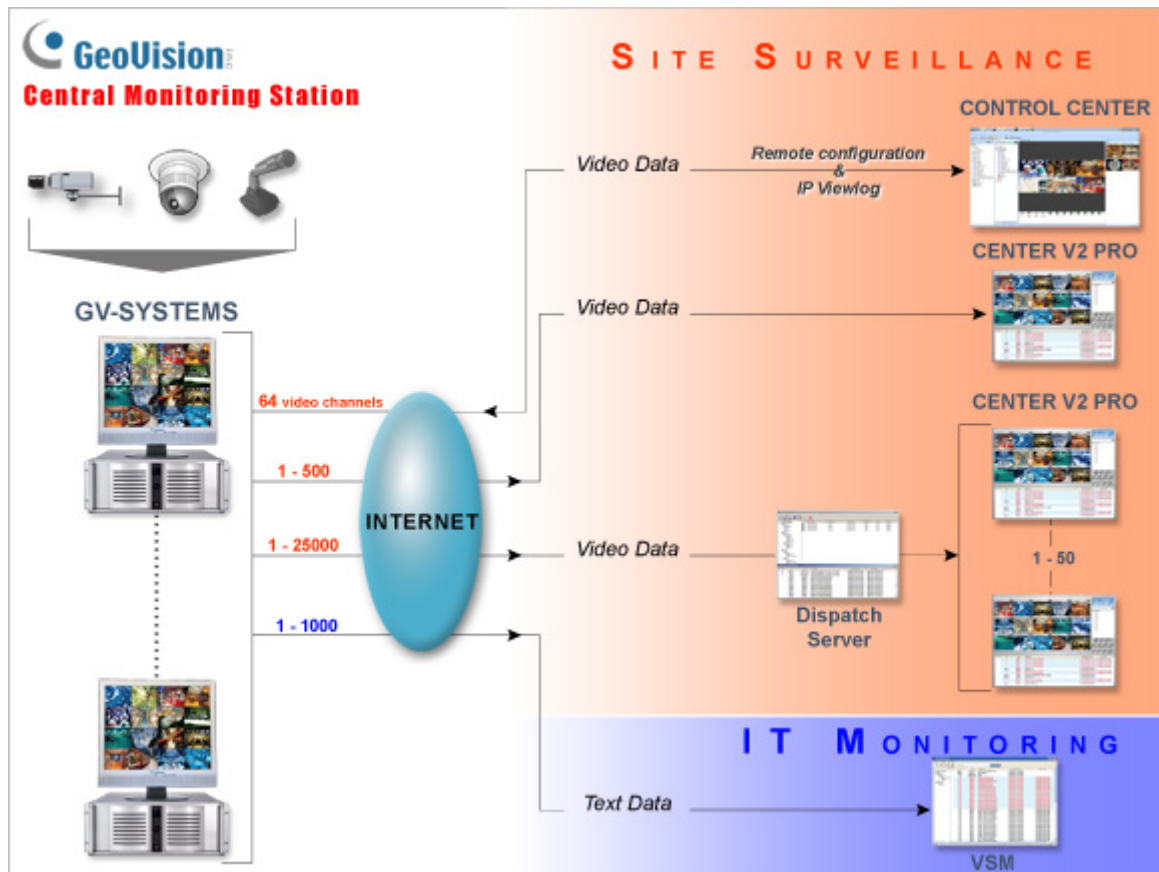 GeoVision
Central Monitoring Station
SITE SURVEILLANCE
CONTROL CENTER
Video Data
Remote configuration
&
IP Viewlog
CENTER V2 PRO
GV-SYSTEMS
Video Data
64 video channels
CENTER V2 PRO
1 - 500
INTERNET
1 - 25000
Video Data
1 - 50
Dispatch
Server
1 - 1000
IT MONITORING
Text Data
VSM